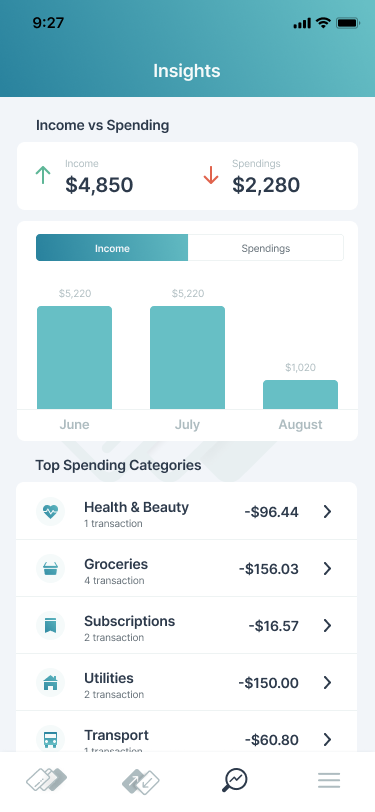 9:27
Insights
Income vs Spending
Income
$4,850
Spendings
$2,280
Income
Spendings
$5,220
$5,220
$1,020
June
July
August
Top Spending Categories
Health & Beauty
-$96.44
1 transaction
Groceries
-$156.03
4 transaction
Subscriptions
-$16.57
2 transaction
Utilities
-$150.00
2 transaction
Transport
-$60.80
1 transaction